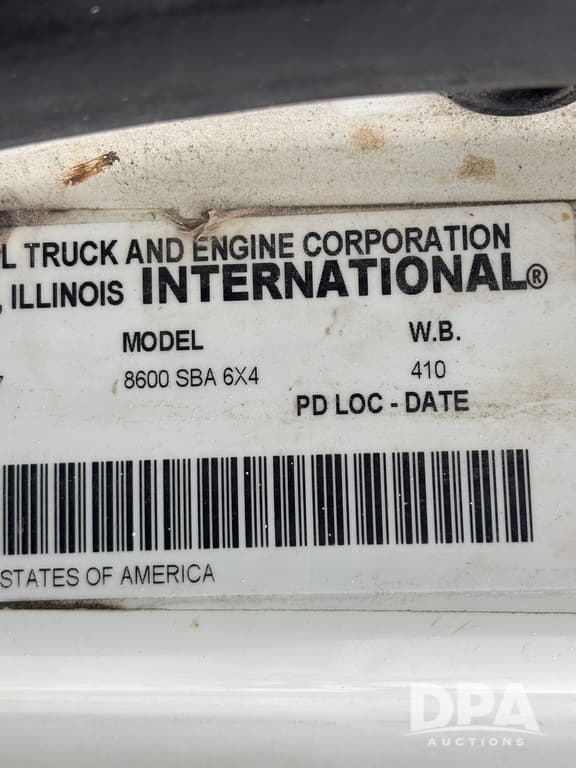 L TRUCK AND ENGINE CORPORATION
, ILLINOIS INTERNATIONAL®
MODEL W.B.
7 8600 SBA 6X4 410
PD LOC - DATE
STATES OF AMERICA
DPA
AUCTIONS